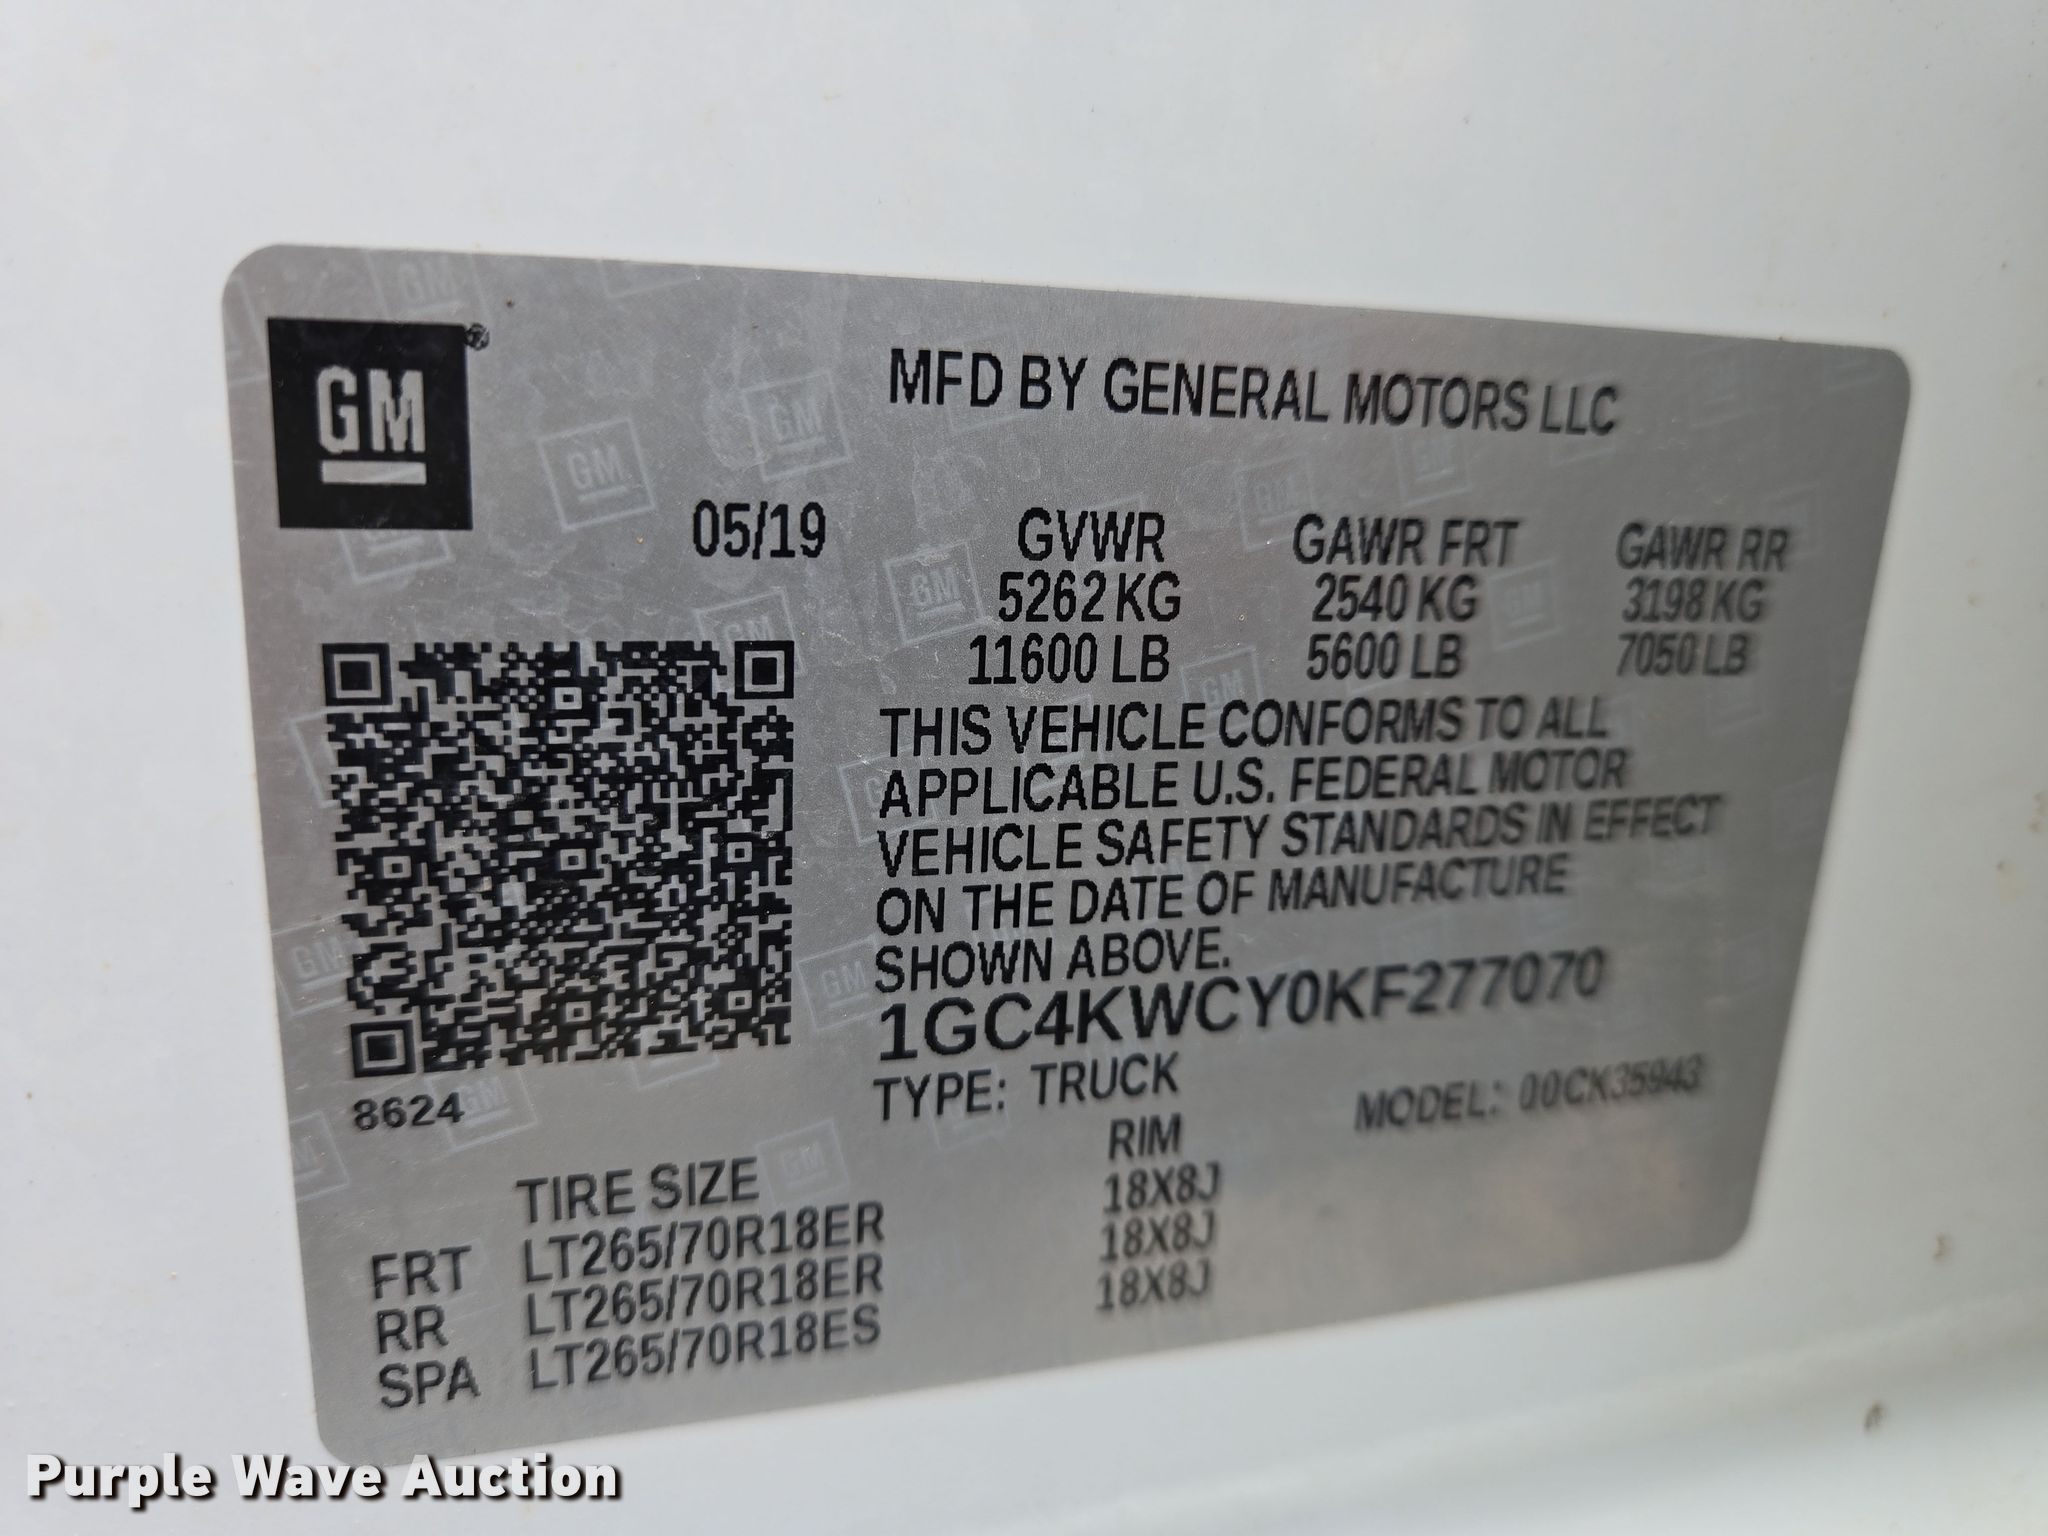 GM
MFD BY GENERAL MOTORS LLC
05/19 GVWR GAWR FRT GAWR RR
5262 KG 2540 KG 3198 KG
11600 LB 5600 LB 7050 LB
THIS VEHICLE CONFORMS TO ALL
APPLICABLE U.S. FEDERAL MOTOR
VEHICLE SAFETY STANDARDS IN EFFECT
ON THE DATE OF MANUFACTURE
SHOWN ABOVE.
1GC4KWCY0KF277070
8624 TYPE: TRUCK MODEL: 00CK35943
TIRE SIZE RIM
FRT LT265/70R18ER 18X8J
RR LT265/70R18ER 18X8J
SPA LT265/70R18ES 18X8J
Purple Wave Auction